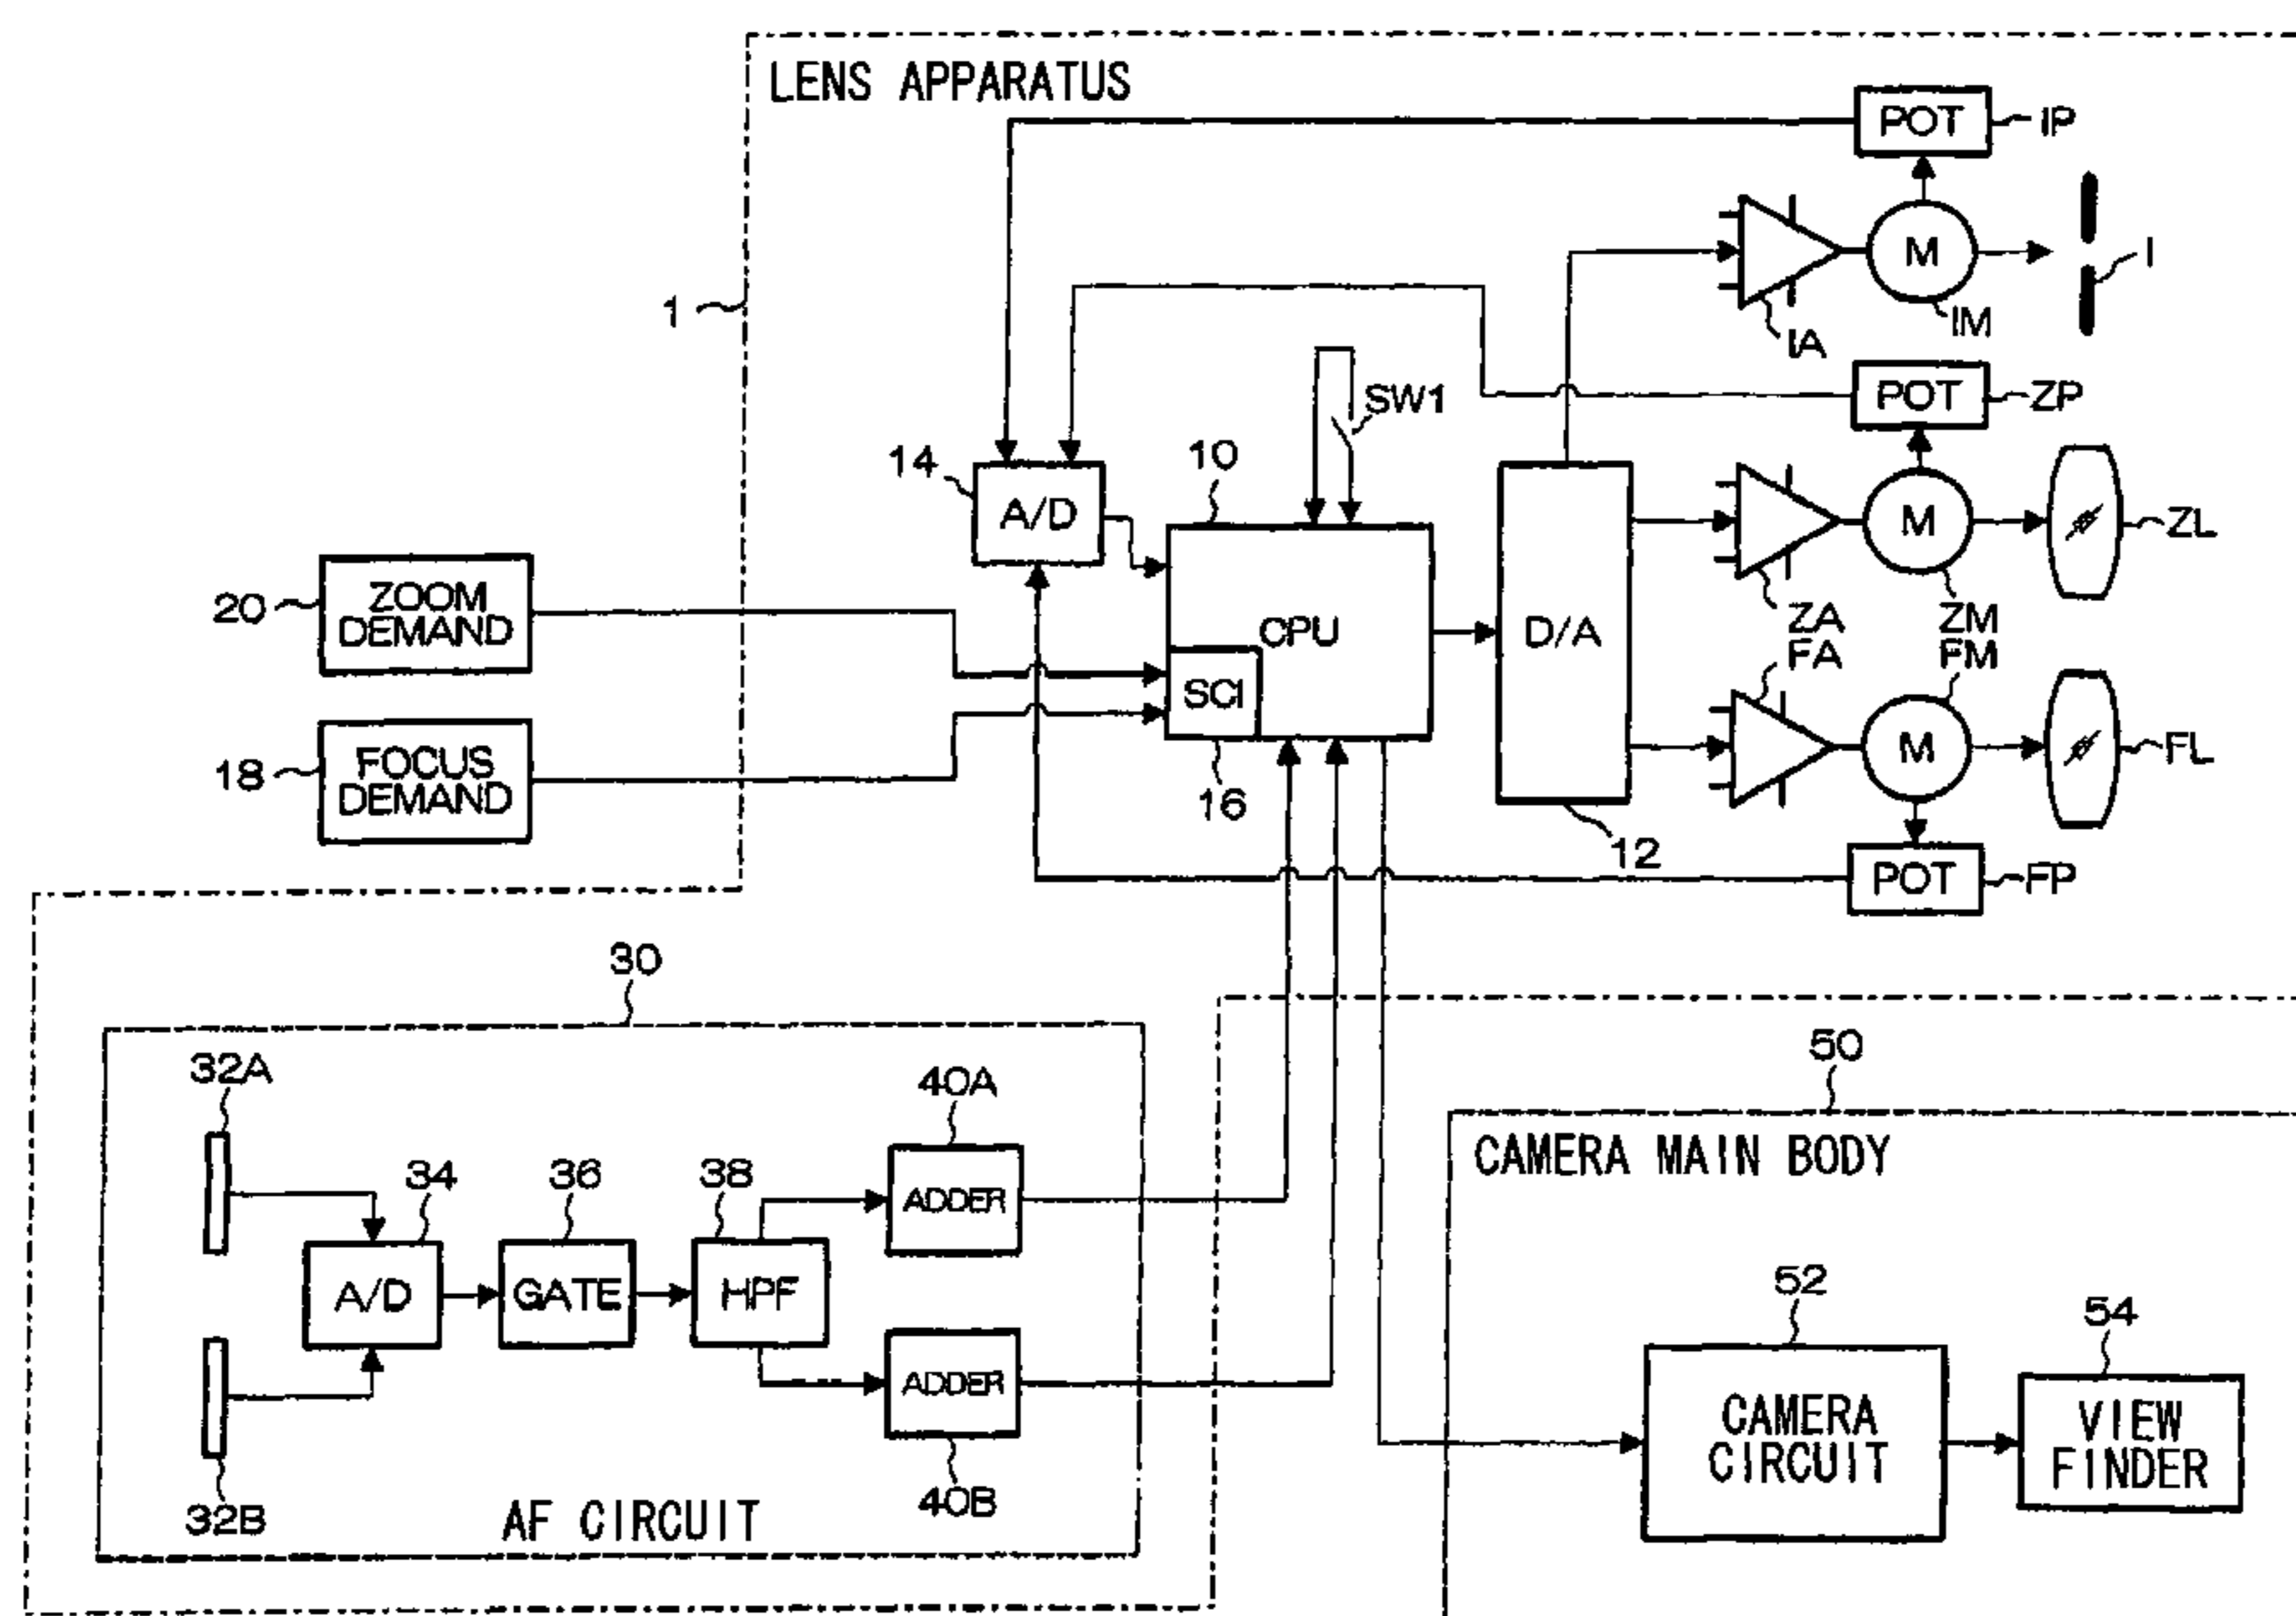 LENS APPARATUS
POT
IP
M
I
1
IM
IA
SW1
POT
ZP
14
10
A/D
M
ZL
20
ZOOM
DEMAND
CPU
D/A
ZA
ZM
FA
FM
SCI
18
FOCUS
DEMAND
16
M
FL
12
POT
FP
30
50
32A
40A
CAMERA MAIN BODY
34
36
38
ADDER
A/D
GATE
HPF
52
54
ADDER
CAMERA
CIRCUIT
VIEW
FINDER
32B
40B
AF CIRCUIT